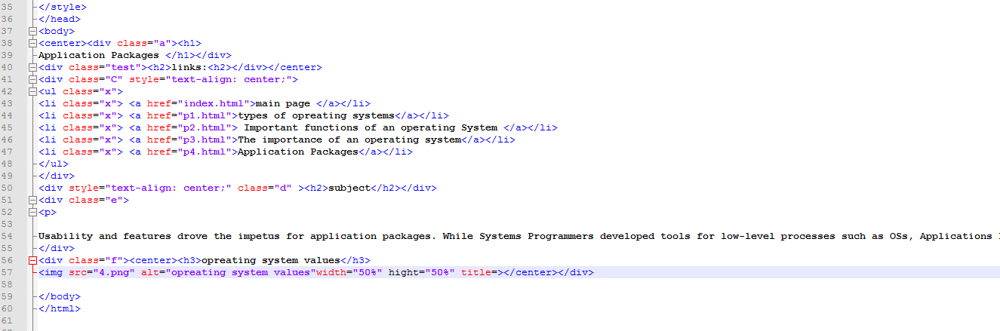 35 </style>
36 </head>
37 <body>
38 <center><div class="a"><h1>
39 Application Packages </h1></div>
40 <div class="test"><h2>links:<h2></div></center>
41 <div class="C" style="text-align: center;">
42 <ul class="x">
43 <li class="x"> <a href="index.html">main page </a></li>
44 <li class="x"> <a href="p1.html">types of opreating systems</a></li>
45 <li class="x"> <a href="p2.html"> Important functions of an operating System </a></li>
46 <li class="x"> <a href="p3.html">The importance of an operating system</a></li>
47 <li class="x"> <a href="p4.html">Application Packages</a></li>
48 </ul>
49 </div>
50 <div style="text-align: center;" class="d" ><h2>subject</h2></div>
51 <div class="e">
52 <p>
53
54 Usability and features drove the impetus for application packages. While Systems Programmers developed tools for low-level processes such as OSs, Applications
55 </div>
56 <div class="f"><center><h3>opreating system values</h3>
57 <img src="4.png" alt="opreating system values"width="50%" hight="50%" title=></center></div>
58
59 </body>
60 </html>
61